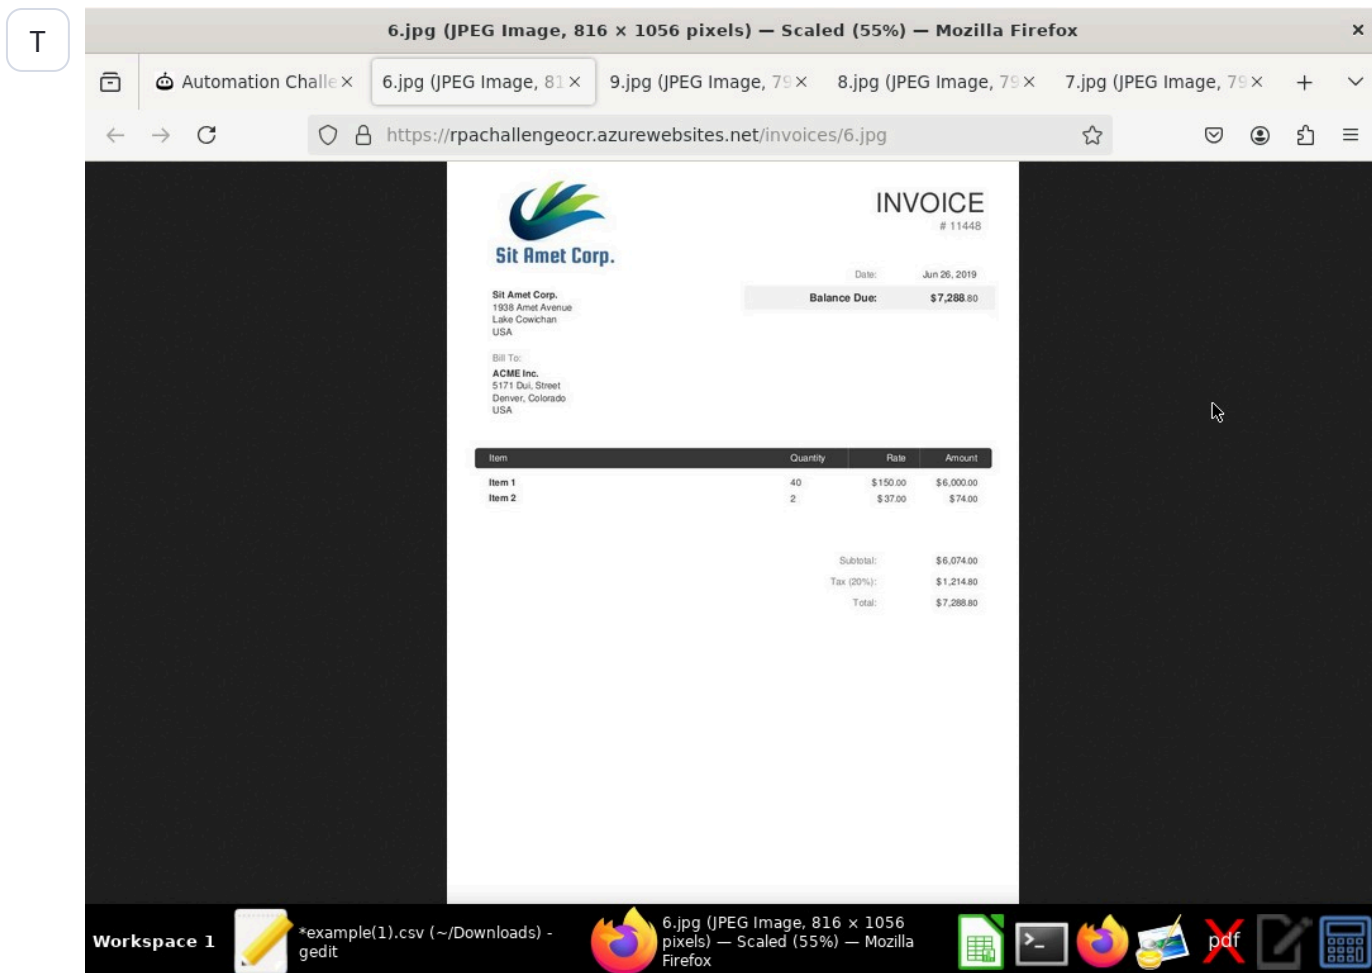 T
6.jpg (JPEG Image, 816 × 1056 pixels) — Scaled (55%) — Mozilla Firefox
Automation Challe
6.jpg (JPEG Image, 81
9.jpg (JPEG Image, 79
8.jpg (JPEG Image, 79
7.jpg (JPEG Image, 79
https://rpachallengeocr.azurewebsites.net/invoices/6.jpg
Sit Amet Corp.
INVOICE
# 11448
Date: Jun 26, 2019
Balance Due: $7,288.80
Sit Amet Corp.
1938 Amet Avenue
Lake Cowichan
USA
Bill To:
ACME Inc.
5171 Dui, Street
Denver, Colorado
USA
Item Quantity Rate Amount
Item 1 40 $150.00 $6,000.00
Item 2 2 $37.00 $74.00
Subtotal: $6,074.00
Tax (20%): $1,214.80
Total: $7,288.80
Workspace 1
*example(1).csv (~/Downloads) -
gedit
6.jpg (JPEG Image, 816 × 1056
pixels) — Scaled (55%) — Mozilla
Firefox
pdf